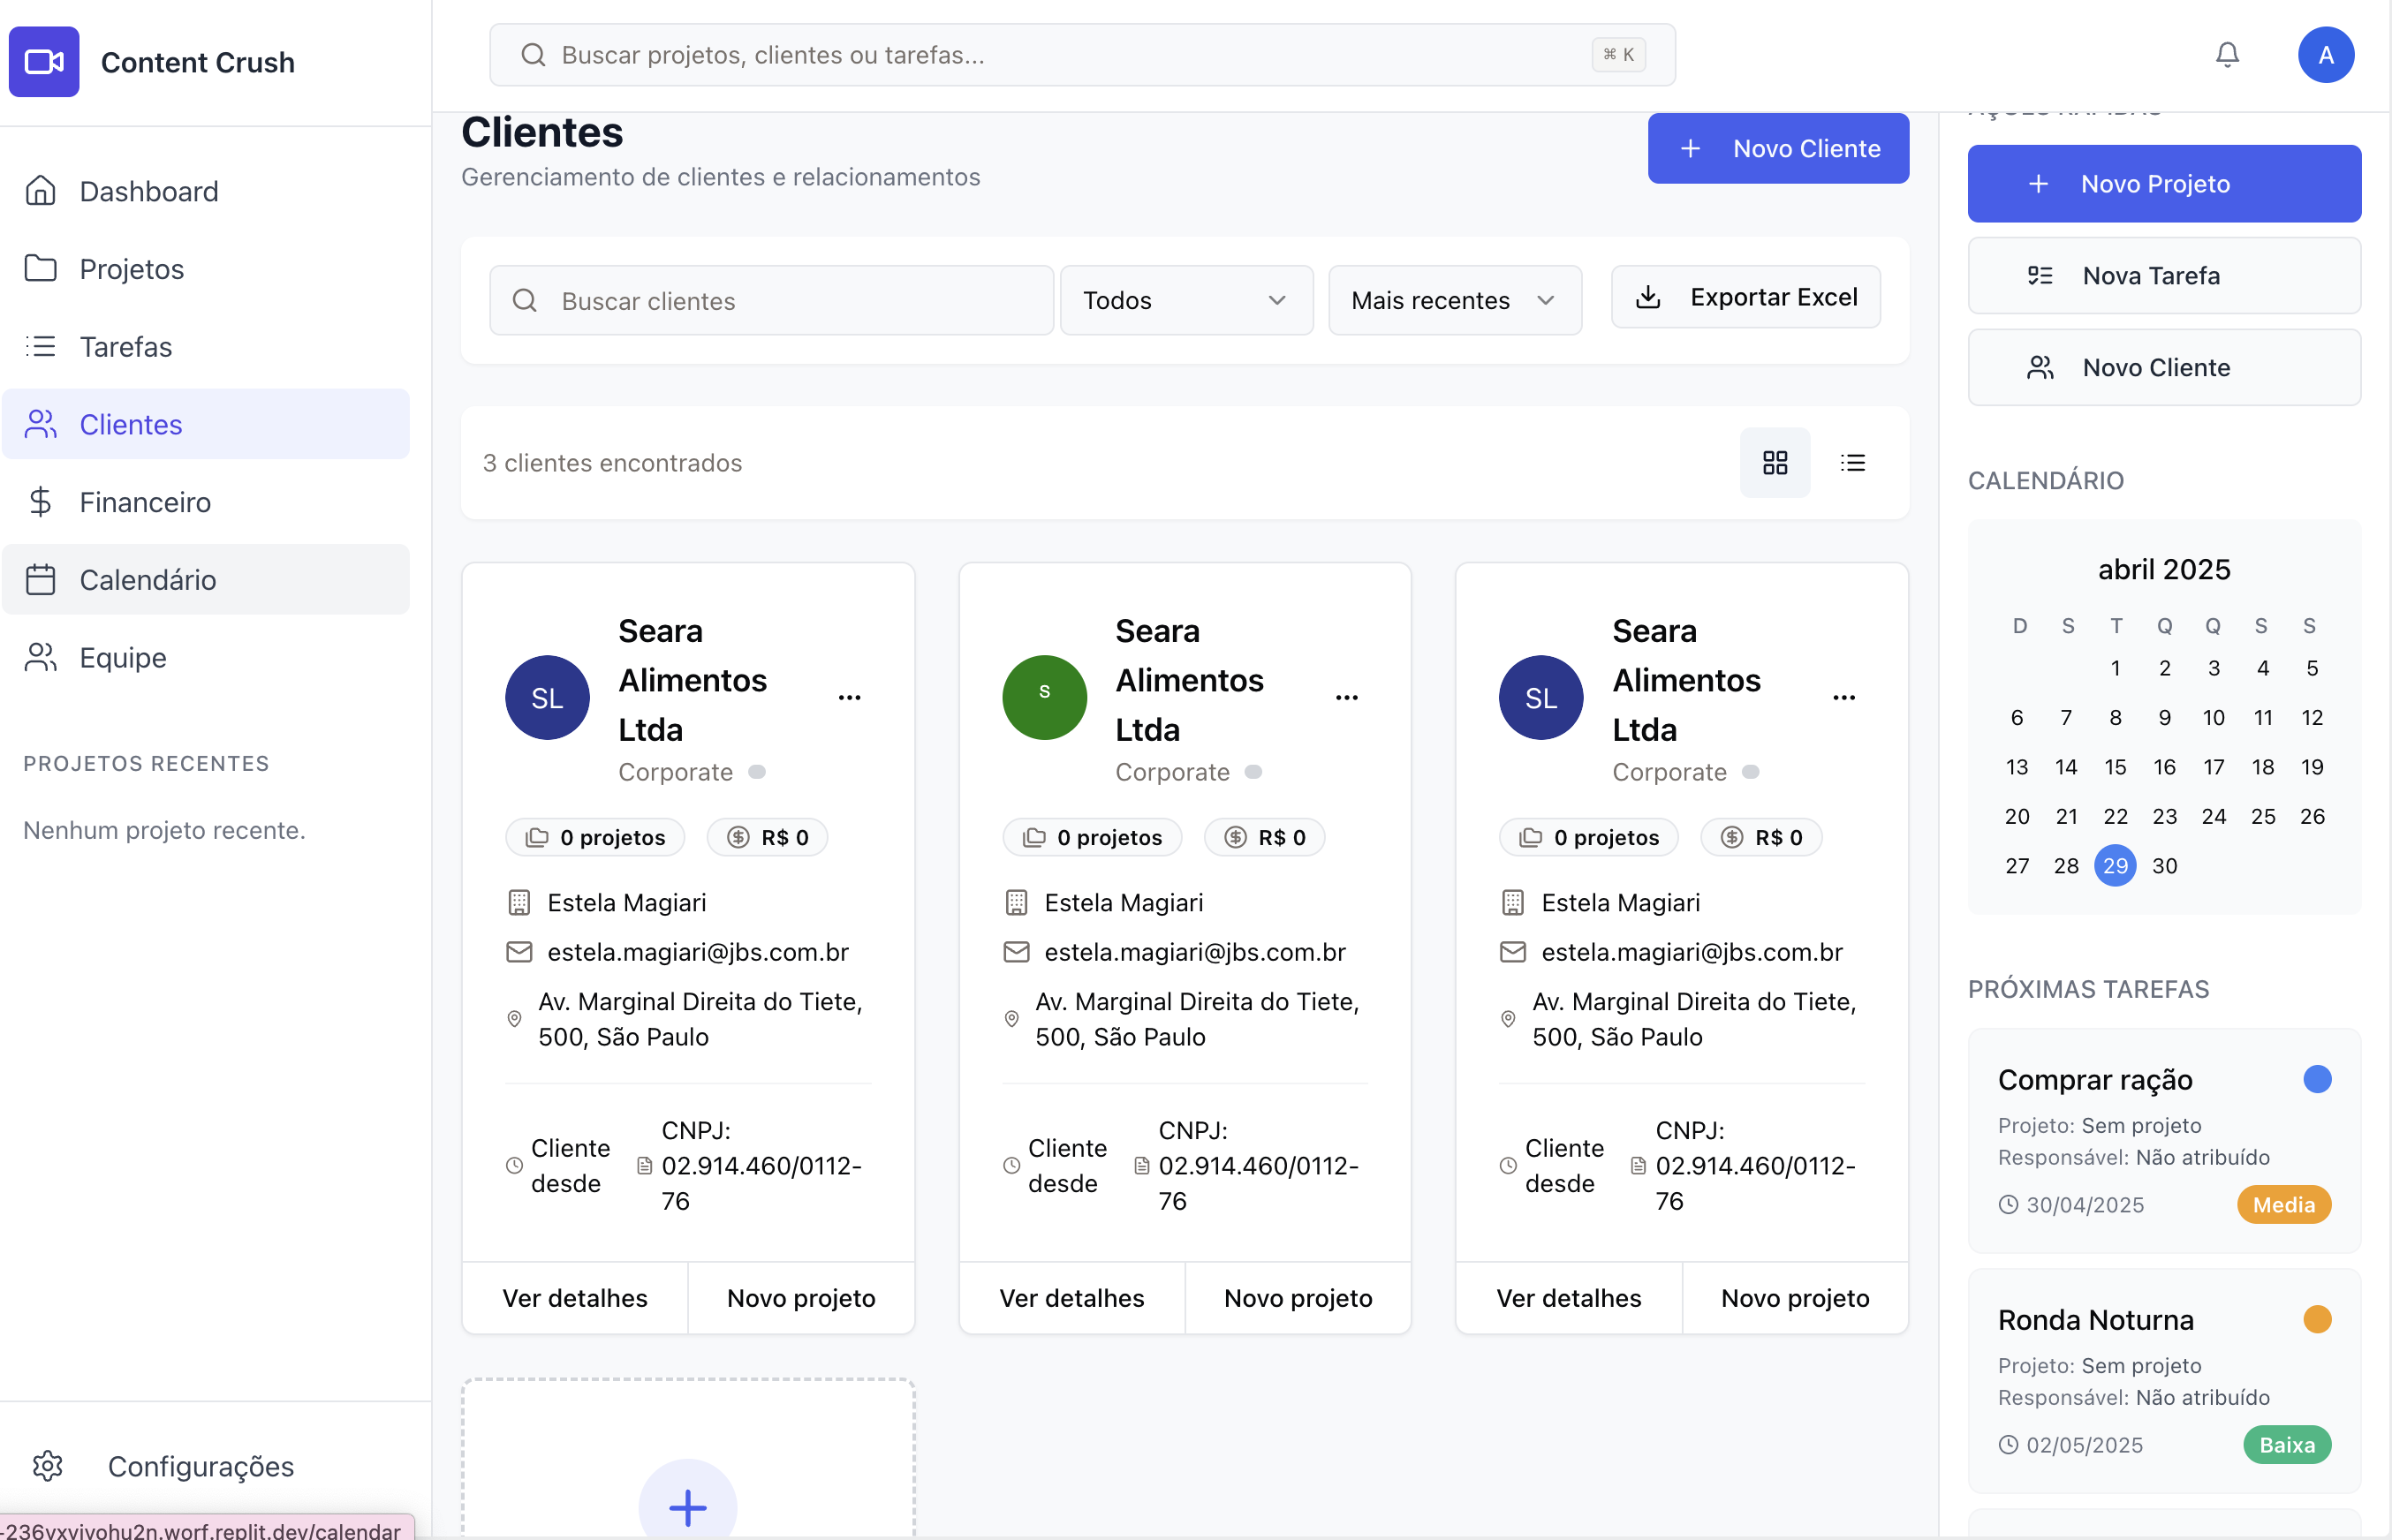 Content Crush
Dashboard
Projetos
Tarefas
Clientes
Financeiro
Calendário
Equipe
PROJETOS RECENTES
Nenhum projeto recente.
Configurações
-236vxvivohu2n.worf.replit.dev/calendar
Buscar projetos, clientes ou tarefas...
⌘ K
A
Clientes
Gerenciamento de clientes e relacionamentos
+ Novo Cliente
Buscar clientes
Todos
Mais recentes
Exportar Excel
3 clientes encontrados
SL
Seara
Alimentos
Ltda
...
Corporate
0 projetos
R$ 0
Estela Magiari
estela.magiari@jbs.com.br
Av. Marginal Direita do Tiete,
500, São Paulo
Cliente
desde
CNPJ:
02.914.460/0112-
76
Ver detalhes
Novo projeto
S
Seara
Alimentos
Ltda
...
Corporate
0 projetos
R$ 0
Estela Magiari
estela.magiari@jbs.com.br
Av. Marginal Direita do Tiete,
500, São Paulo
Cliente
desde
CNPJ:
02.914.460/0112-
76
Ver detalhes
Novo projeto
SL
Seara
Alimentos
Ltda
...
Corporate
0 projetos
R$ 0
Estela Magiari
estela.magiari@jbs.com.br
Av. Marginal Direita do Tiete,
500, São Paulo
Cliente
desde
CNPJ:
02.914.460/0112-
76
Ver detalhes
Novo projeto
+
AÇÕES RÁPIDAS
+ Novo Projeto
Nova Tarefa
Novo Cliente
CALENDÁRIO
abril 2025
D S T Q Q S S
1 2 3 4 5
6 7 8 9 10 11 12
13 14 15 16 17 18 19
20 21 22 23 24 25 26
27 28 29 30
PRÓXIMAS TAREFAS
Comprar ração
Projeto: Sem projeto
Responsável: Não atribuído
30/04/2025
Media
Ronda Noturna
Projeto: Sem projeto
Responsável: Não atribuído
02/05/2025
Baixa